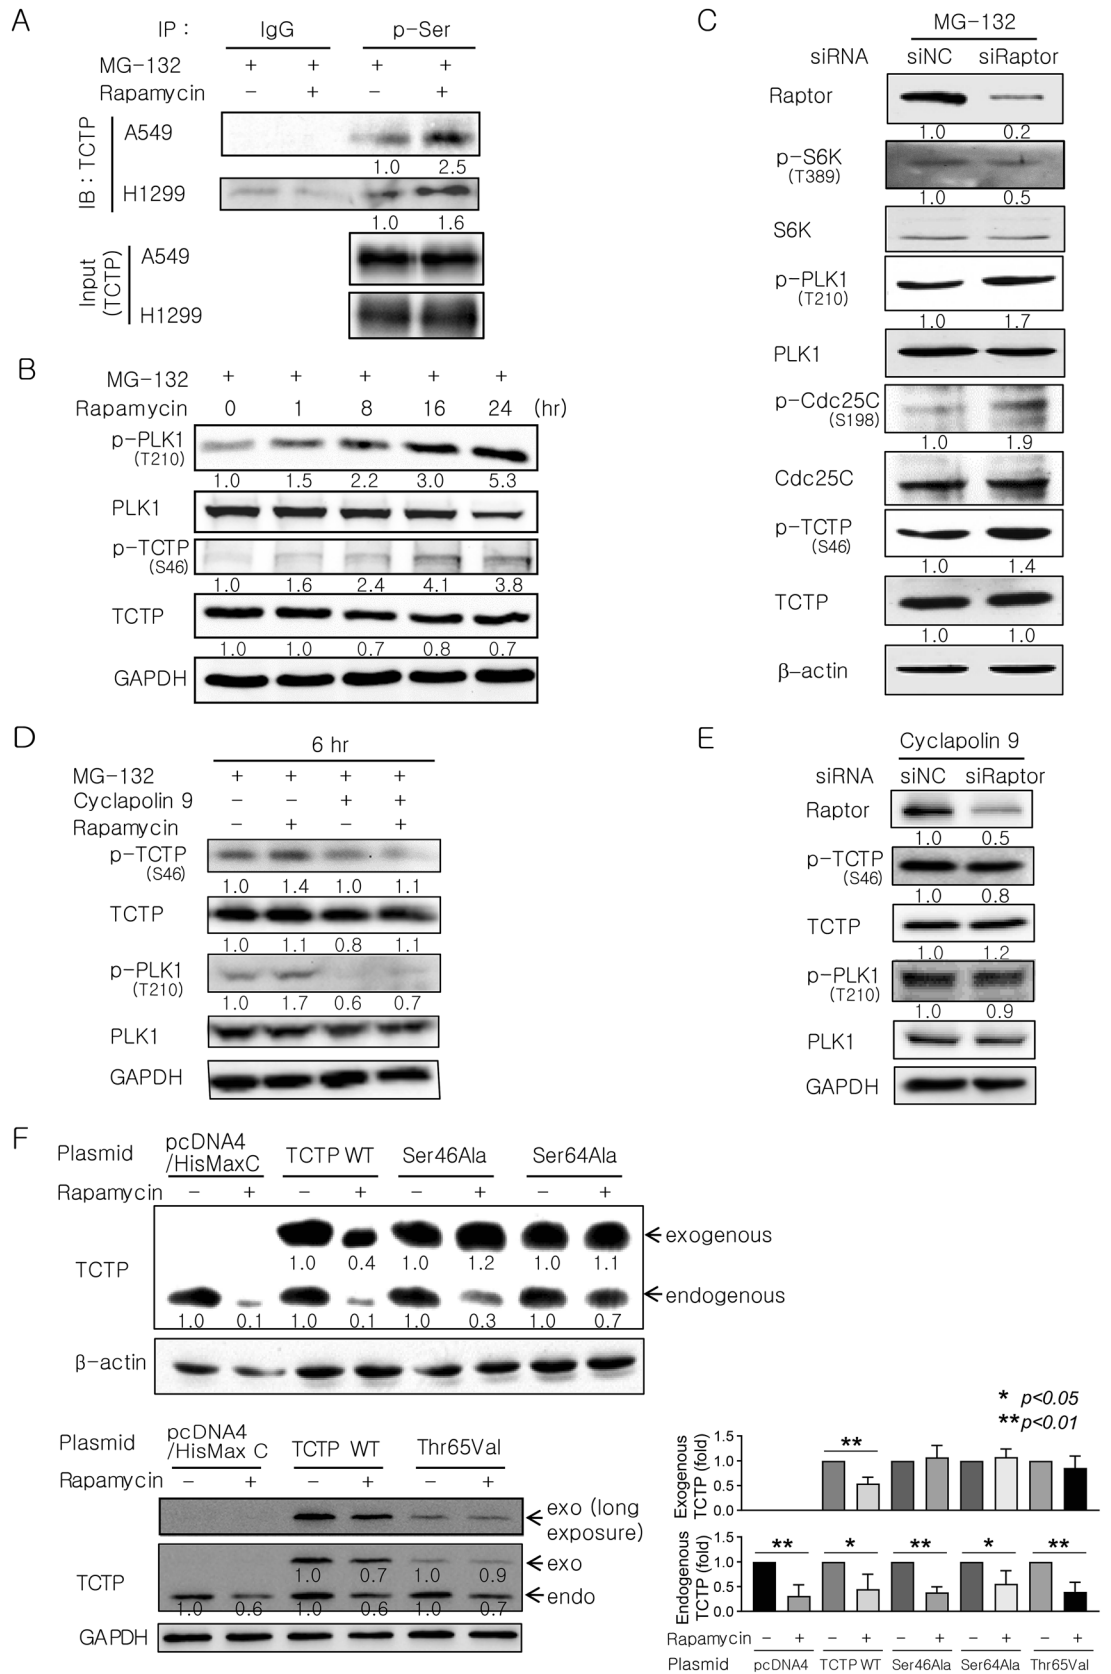 A
IP : IgG p-Ser
MG-132 + + + +
Rapamycin − + − +
IB : TCTP
A549
1.0 2.5
H1299
1.0 1.6
Input (TCTP)
A549
H1299
B
MG-132 + + + + +
Rapamycin 0 1 8 16 24 (hr)
p-PLK1 (T210)
1.0 1.5 2.2 3.0 5.3
PLK1
p-TCTP (S46)
1.0 1.6 2.4 4.1 3.8
TCTP
1.0 1.0 0.7 0.8 0.7
GAPDH
C
MG-132
siRNA siNC siRaptor
Raptor
1.0 0.2
p-S6K (T389)
1.0 0.5
S6K
p-PLK1 (T210)
1.0 1.7
PLK1
p-Cdc25C (S198)
1.0 1.9
Cdc25C
p-TCTP (S46)
1.0 1.4
TCTP
1.0 1.0
β-actin
D
6 hr
MG-132 + + + +
Cyclapolin 9 − − + +
Rapamycin − + − +
p-TCTP (S46)
1.0 1.4 1.0 1.1
TCTP
1.0 1.1 0.8 1.1
p-PLK1 (T210)
1.0 1.7 0.6 0.7
PLK1
GAPDH
E
Cyclapolin 9
siRNA siNC siRaptor
Raptor
1.0 0.5
p-TCTP (S46)
1.0 0.8
TCTP
1.0 1.2
p-PLK1 (T210)
1.0 0.9
PLK1
GAPDH
F
Plasmid pcDNA4 /HisMaxC TCTP WT Ser46Ala Ser64Ala
Rapamycin − + − + − + − +
TCTP
exogenous
1.0 0.4 1.0 1.2 1.0 1.1
endogenous
1.0 0.1 1.0 0.1 1.0 0.3 1.0 0.7
β-actin
Plasmid pcDNA4 /HisMax C TCTP WT Thr65Val
Rapamycin − + − + − +
exo (long exposure)
TCTP
exo
1.0 0.7 1.0 0.9
endo
1.0 0.6 1.0 0.6 1.0 0.7
GAPDH
* p<0.05
** p<0.01
Exogenous TCTP (fold)
1.5
1.0
0.5
0.0
**
Endogenous TCTP (fold)
1.5
1.0
0.5
0.0
** * ** * **
Rapamycin − + − + − + − + − +
Plasmid pcDNA4 TCTP WT Ser46Ala Ser64Ala Thr65Val